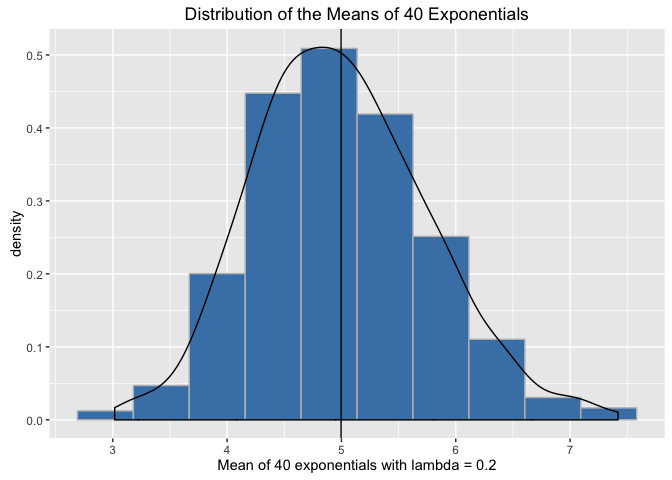 Distribution of the Means of 40 Exponentials
density
0.5
0.4
0.3
0.2
0.1
0.0
3 4 5 6 7
Mean of 40 exponentials with lambda = 0.2